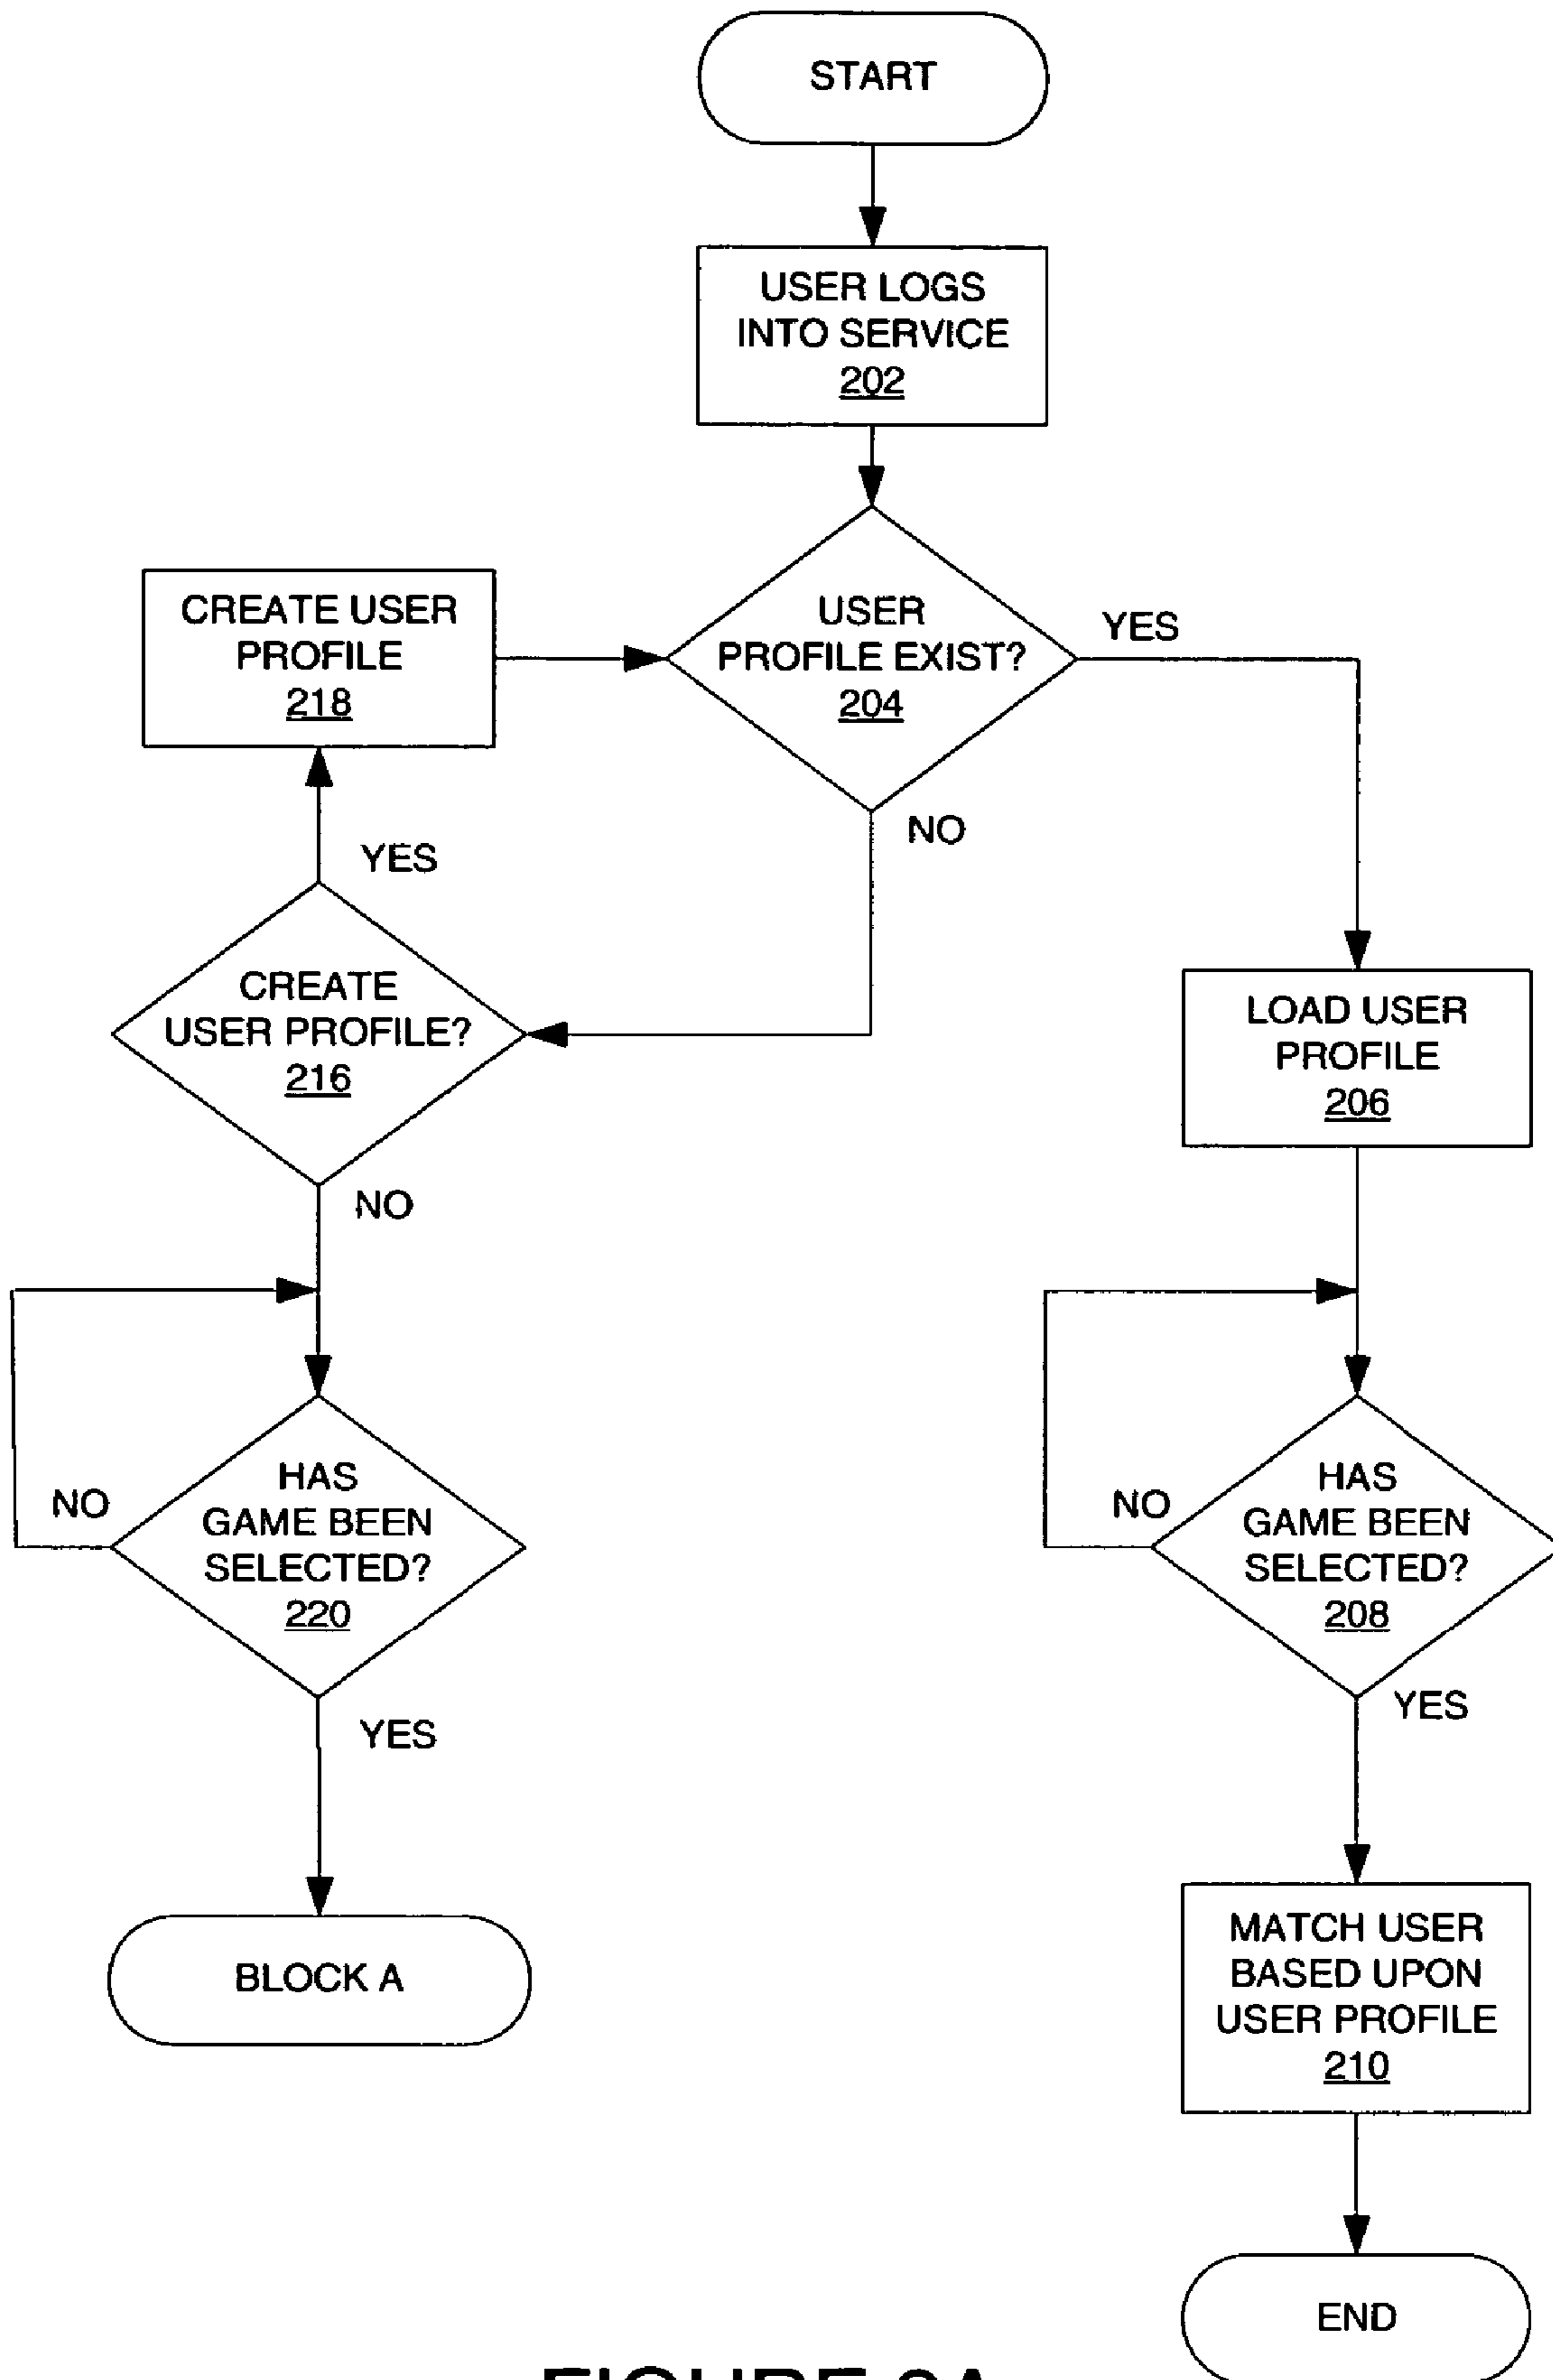 START
USER LOGS
INTO SERVICE
202
USER
PROFILE EXIST?
204
YES
NO
CREATE USER
PROFILE
218
YES
CREATE
USER PROFILE?
216
NO
LOAD USER
PROFILE
206
HAS
GAME BEEN
SELECTED?
220
NO
YES
HAS
GAME BEEN
SELECTED?
208
NO
YES
BLOCK A
MATCH USER
BASED UPON
USER PROFILE
210
END
FIGURE 2A